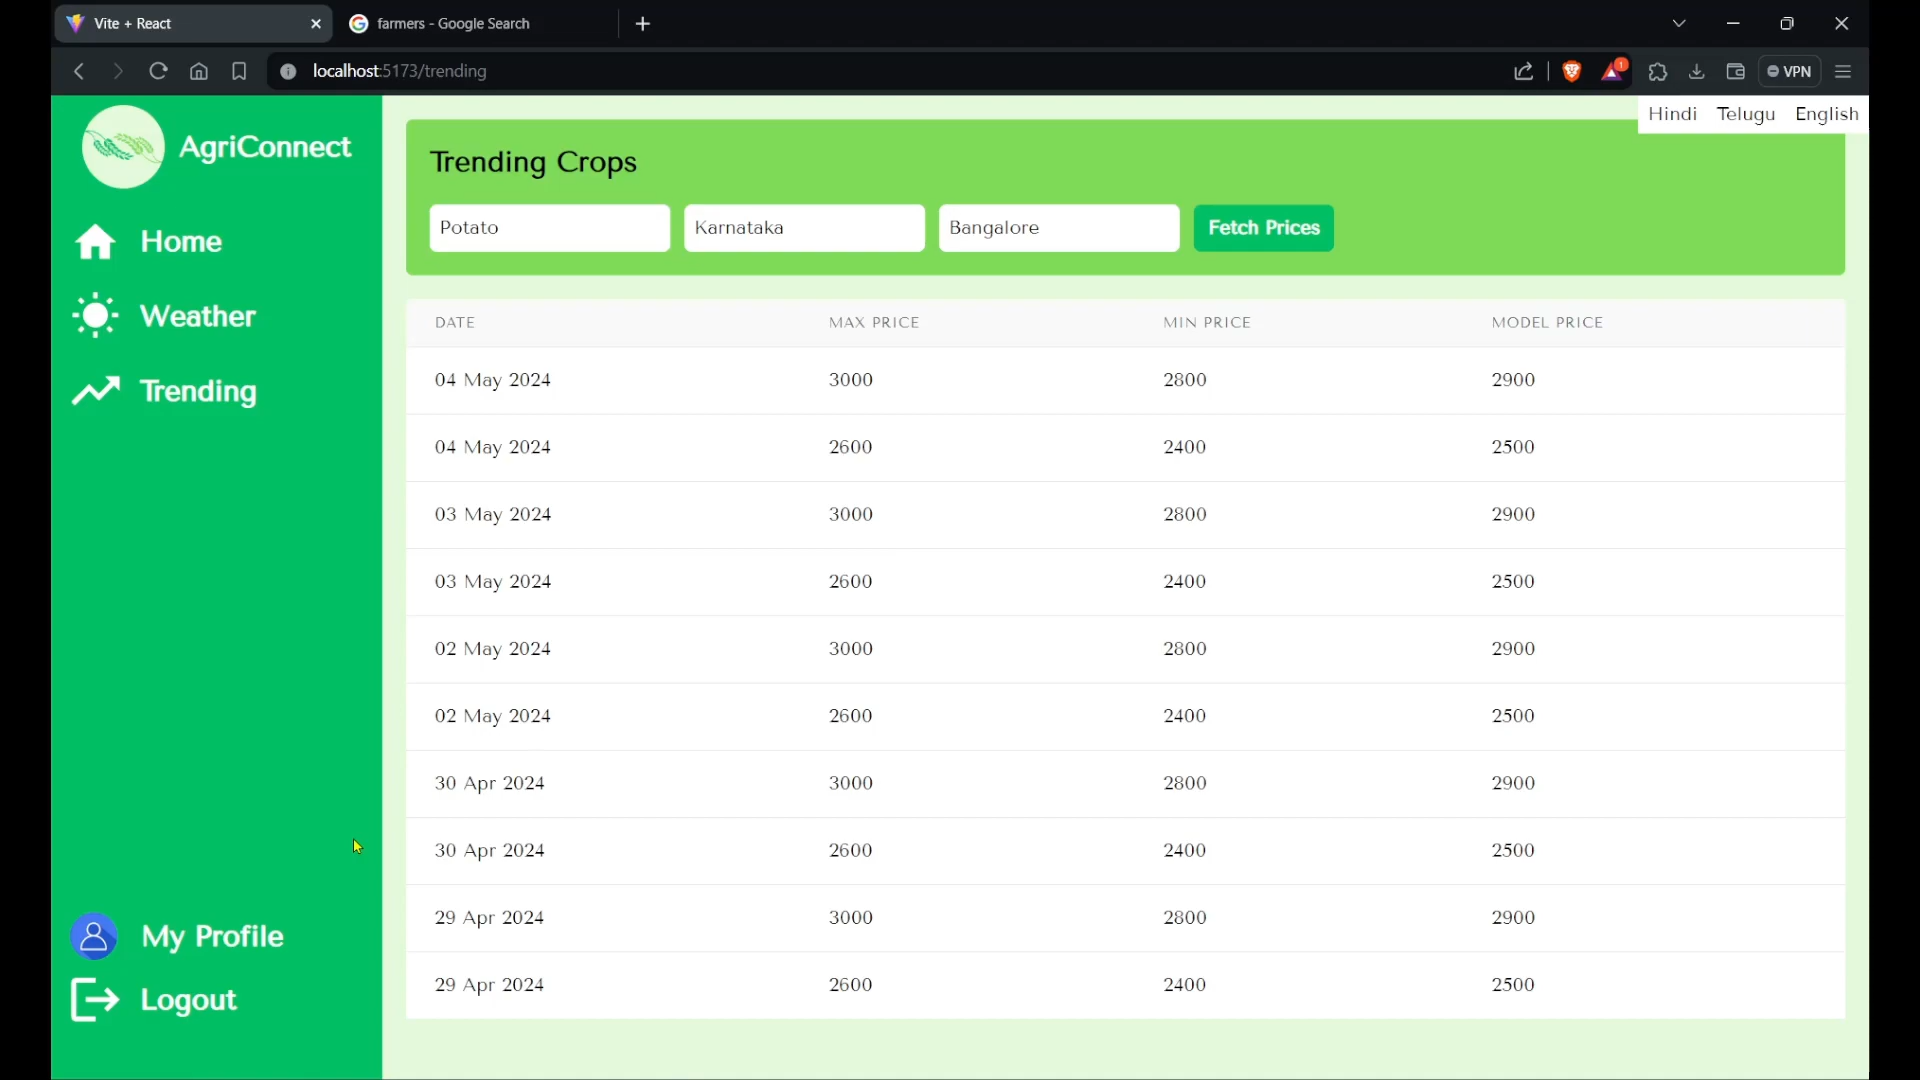 Vite + React
farmers - Google Search
localhost:5173/trending
1
VPN
Hindi Telugu English
AgriConnect
Home
Weather
Trending
My Profile
Logout
Trending Crops
Potato Karnataka Bangalore Fetch Prices
DATE MAX PRICE MIN PRICE MODEL PRICE
04 May 2024 3000 2800 2900
04 May 2024 2600 2400 2500
03 May 2024 3000 2800 2900
03 May 2024 2600 2400 2500
02 May 2024 3000 2800 2900
02 May 2024 2600 2400 2500
30 Apr 2024 3000 2800 2900
30 Apr 2024 2600 2400 2500
29 Apr 2024 3000 2800 2900
29 Apr 2024 2600 2400 2500